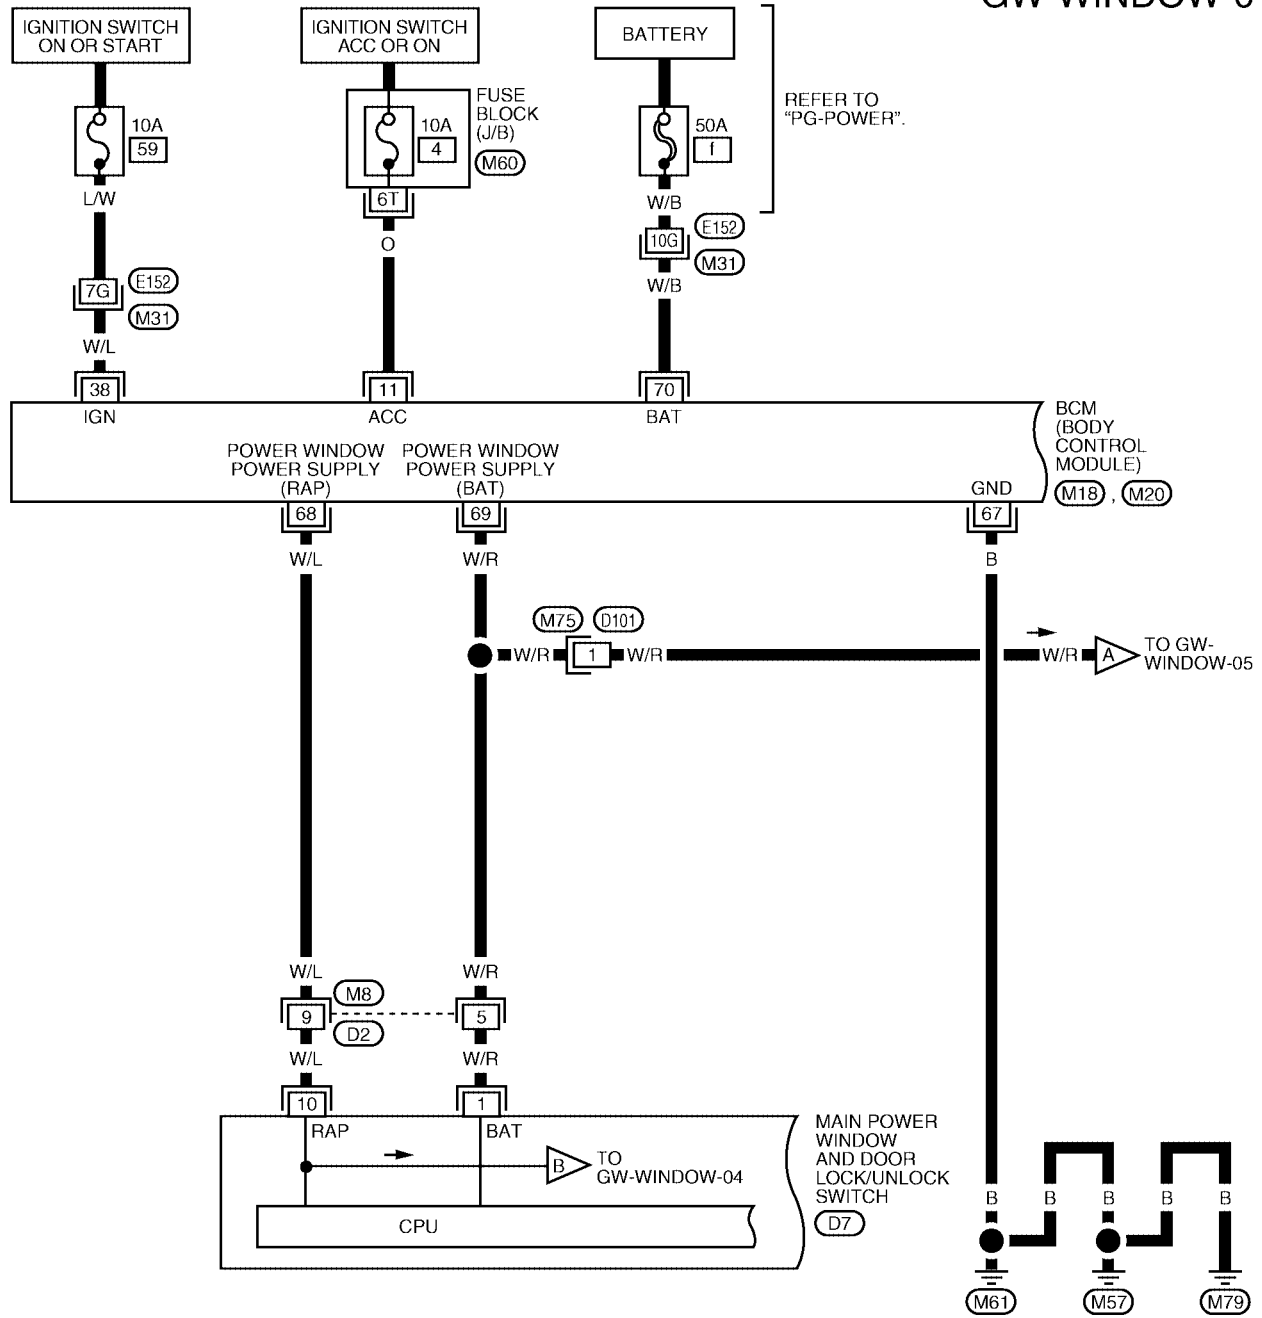 IGNITION SWITCH
ON OR START
IGNITION SWITCH
ACC OR ON
BATTERY
10A
59
FUSE
BLOCK
(J/B)
M60
10A
4
50A
f
REFER TO
"PG-POWER".
L/W
6T
O
W/B
10G
E152
M31
W/B
7G
E152
M31
W/L
38
11
70
IGN
ACC
BAT
BCM
(BODY
CONTROL
MODULE)
M18 , M20
POWER WINDOW
POWER SUPPLY
(RAP)
POWER WINDOW
POWER SUPPLY
(BAT)
GND
68
69
67
W/L
W/R
B
M75
D101
W/R
1
W/R
W/R
A
TO GW-
WINDOW-05
W/L
W/R
M8
9
5
D2
W/L
W/R
10
1
RAP
BAT
B
TO
GW-WINDOW-04
CPU
MAIN POWER
WINDOW
AND DOOR
LOCK/UNLOCK
SWITCH
D7
B
B
B
B
B
M61
M57
M79